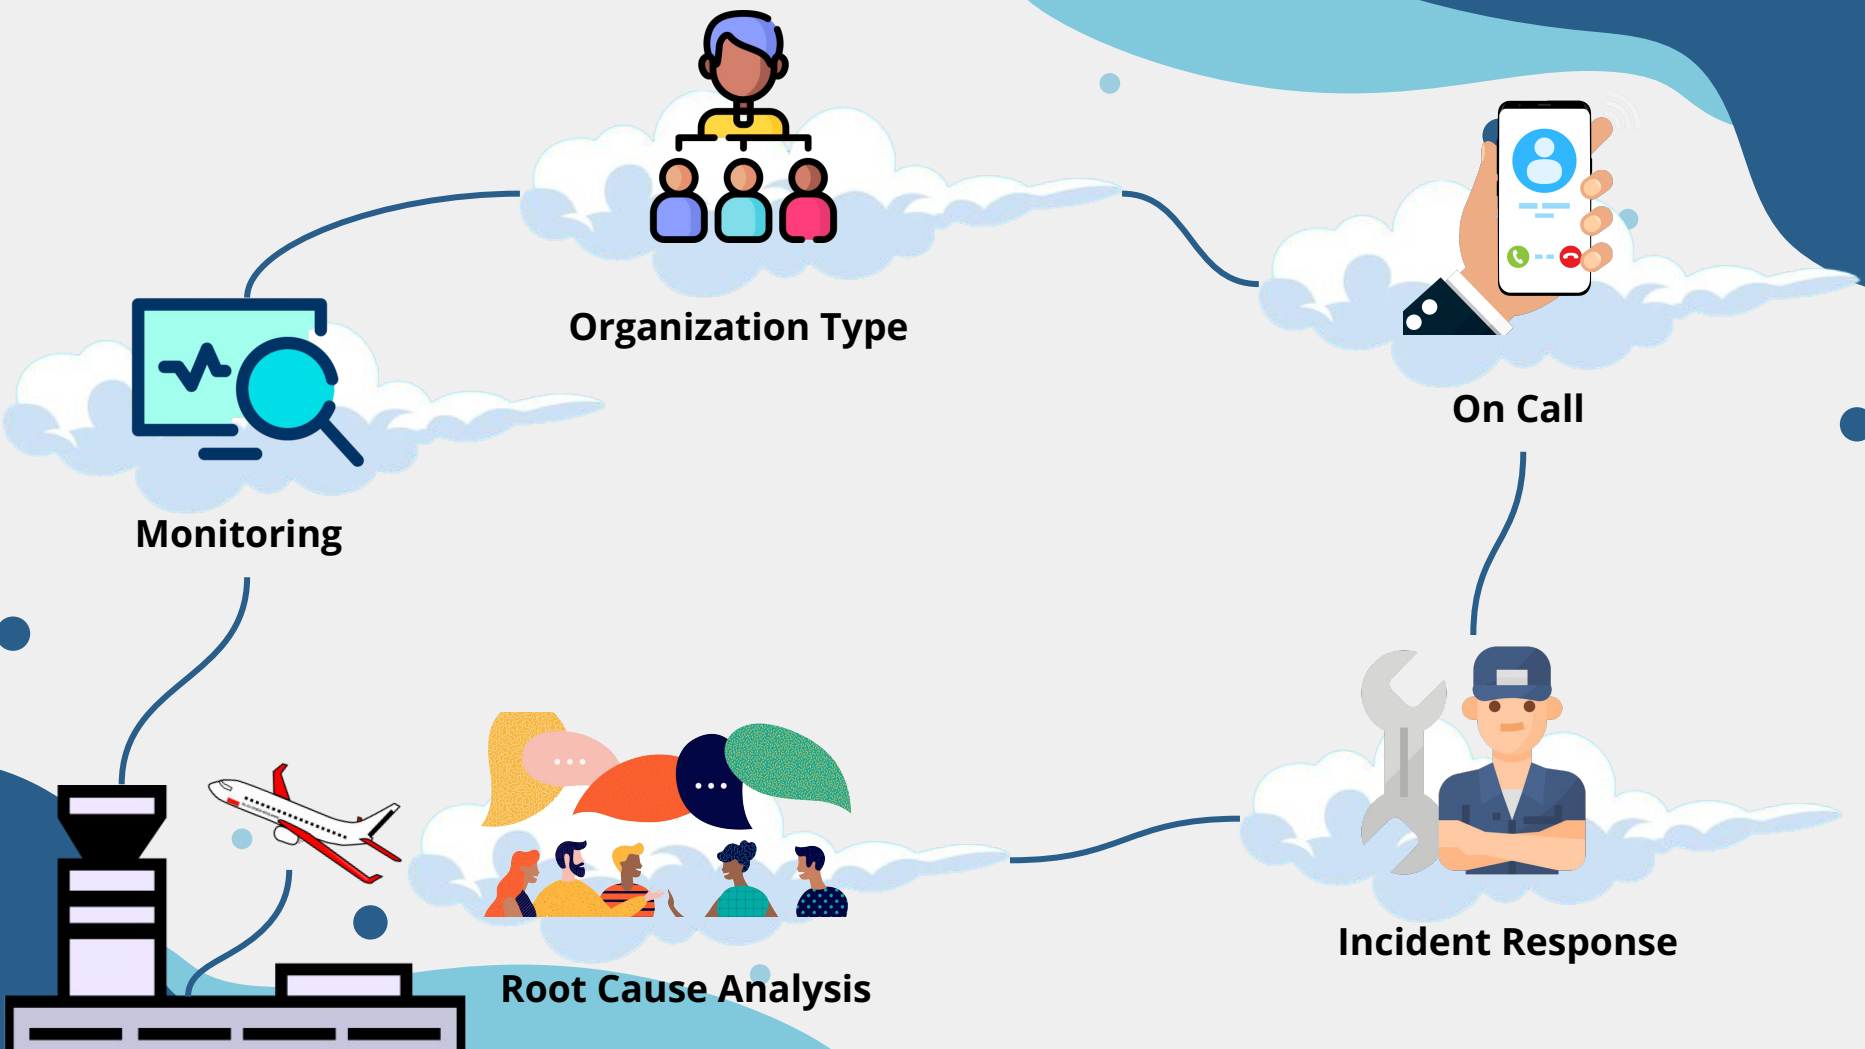 Organization Type
On Call
Monitoring
Incident Response
Root Cause Analysis